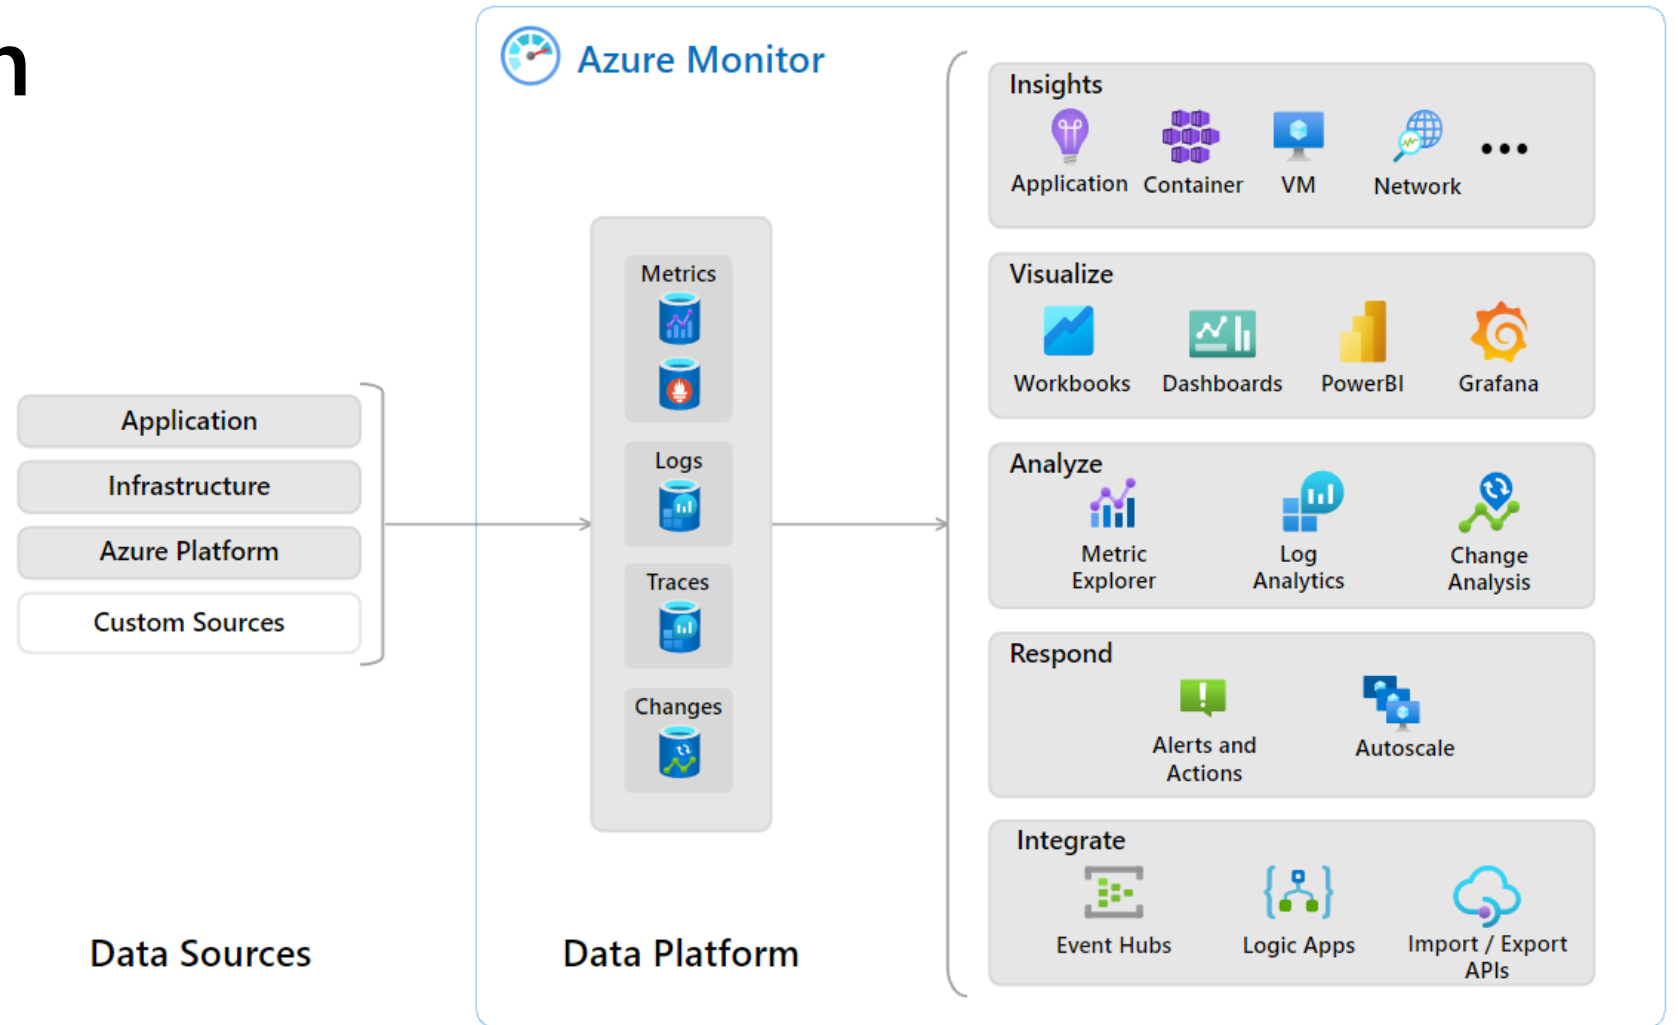 n
Azure Monitor
Application
Infrastructure
Azure Platform
Custom Sources
Data Sources
Metrics
Logs
Traces
Changes
Data Platform
Insights
Application Container VM Network
Visualize
Workbooks Dashboards PowerBI Grafana
Analyze
Metric
Explorer
Log
Analytics
Change
Analysis
Respond
Alerts and
Actions
Autoscale
Integrate
Event Hubs
Logic Apps
Import / Export
APIs